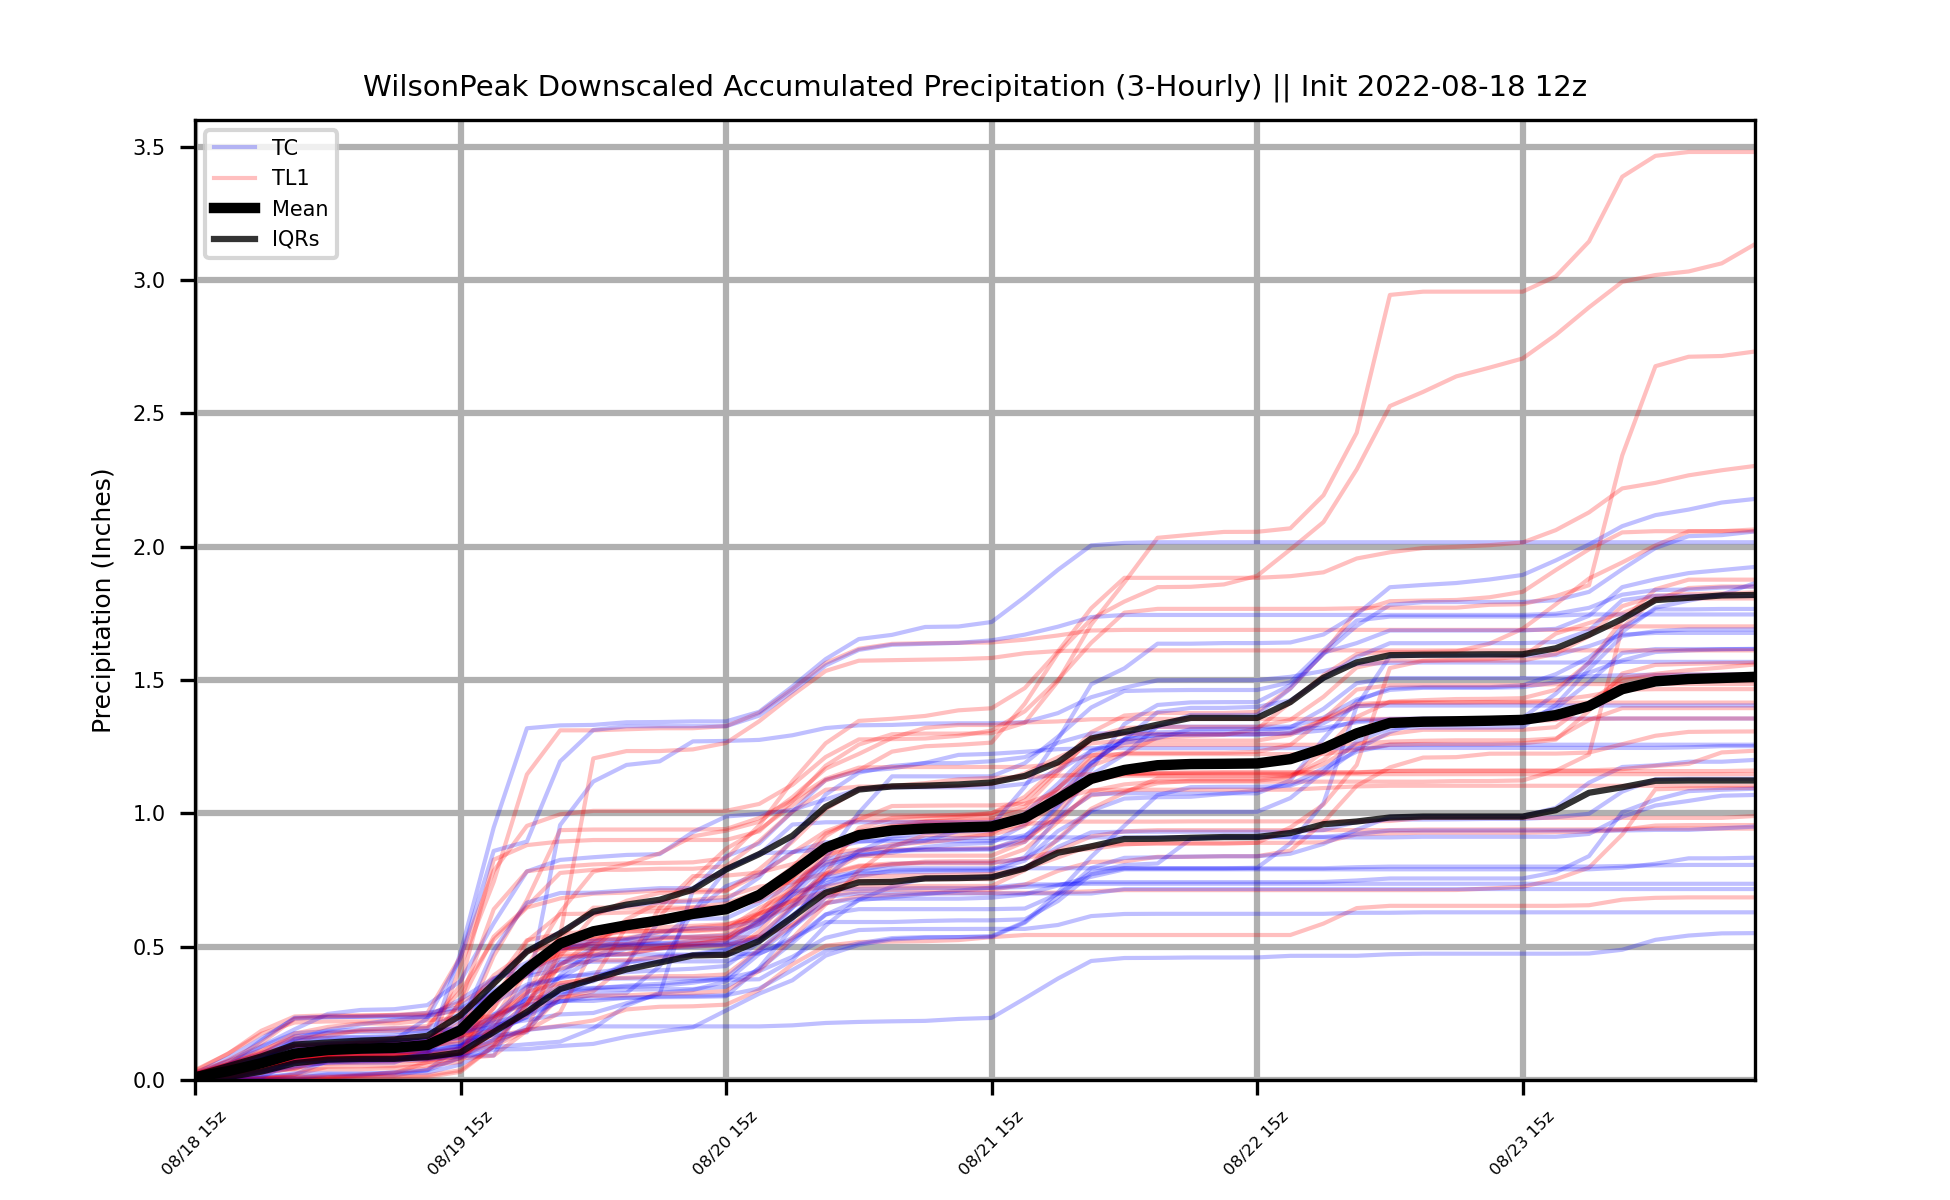 WilsonPeak Downscaled Accumulated Precipitation (3-Hourly) || Init 2022-08-18 12z
TC
TL1
Mean
IQRs
Precipitation (Inches)
3.5
3.0
2.5
2.0
1.5
1.0
0.5
0.0
08/18 15z
08/19 15z
08/20 15z
08/21 15z
08/22 15z
08/23 15z